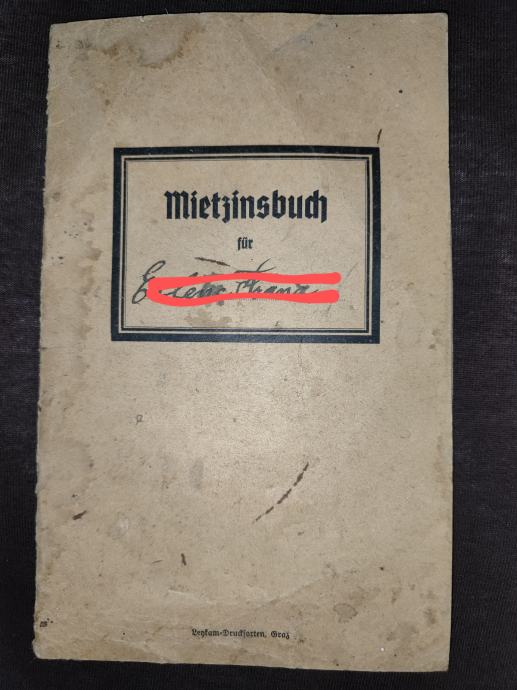 Mietzinsbuch
für
Leykam-Drucksorten, Graz